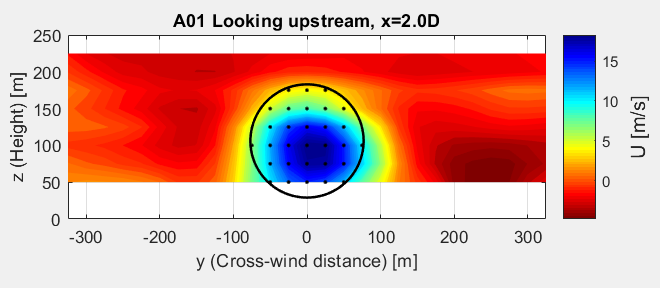 A01 Looking upstream, x=2.0D
z (Height) [m]
250
200
150
100
50
0
-300 -200 -100 0 100 200 300
y (Cross-wind distance) [m]
15
10
5
0
U [m/s]